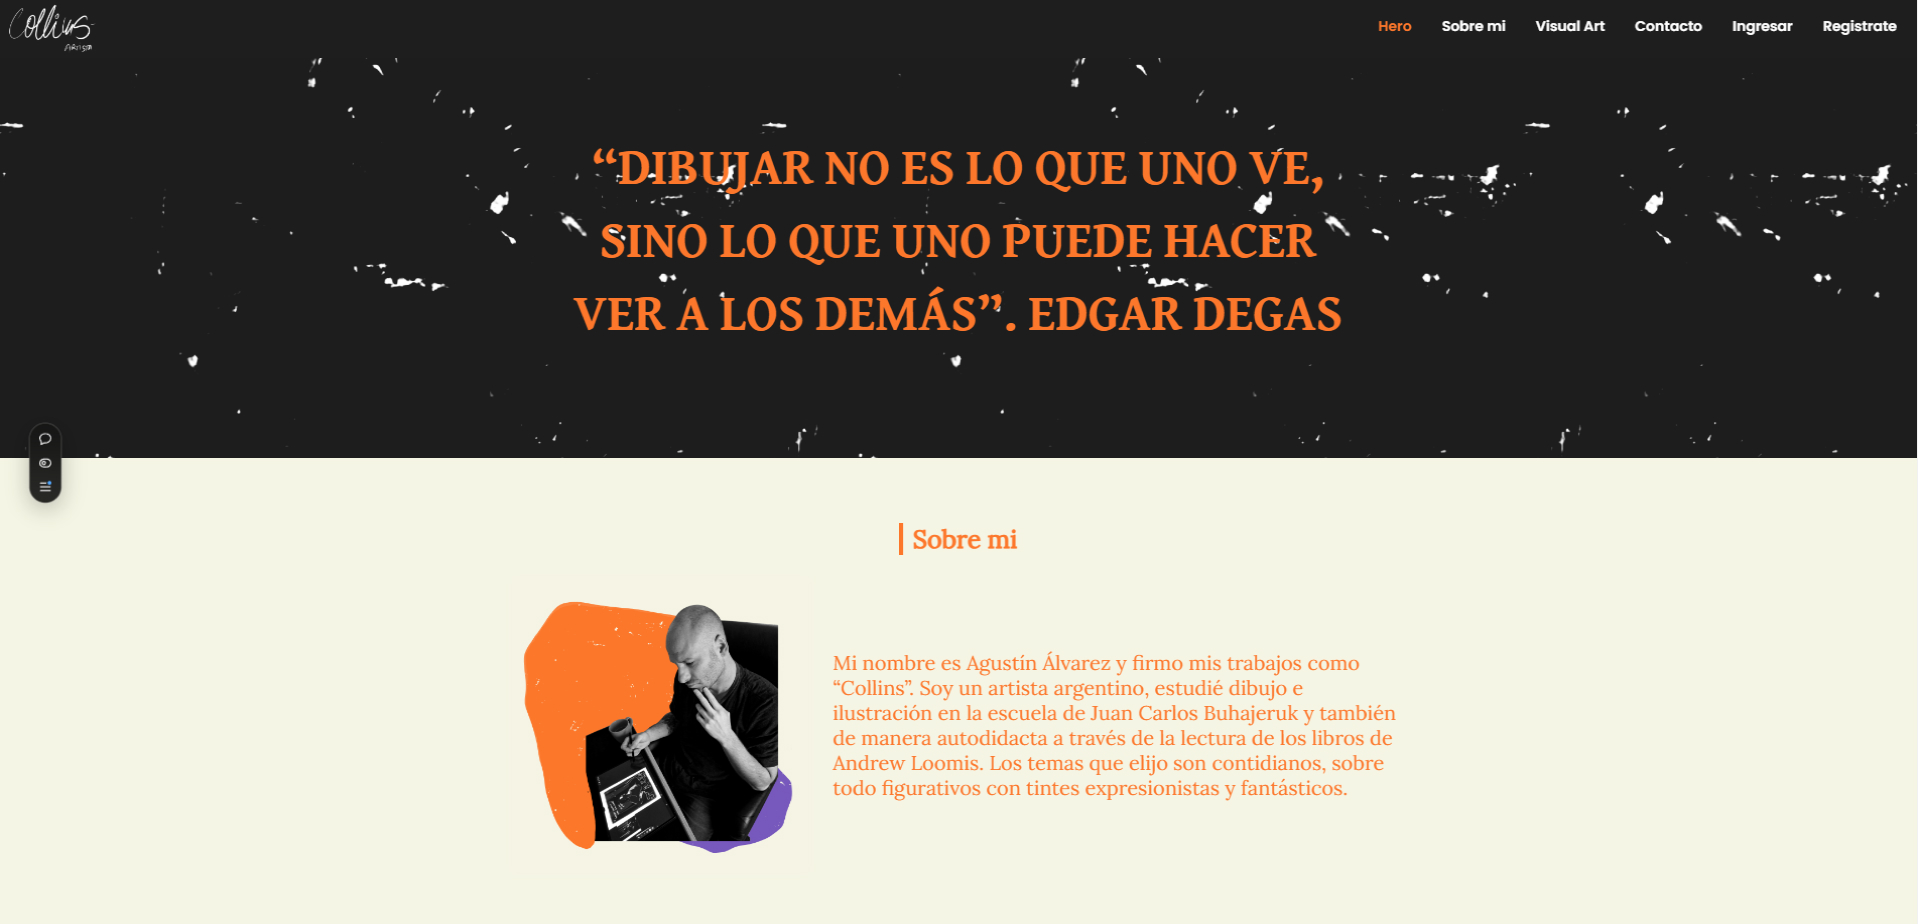 Collins
Artista
Hero Sobre mi Visual Art Contacto Ingresar Registrate
“DIBUJAR NO ES LO QUE UNO VE,
SINO LO QUE UNO PUEDE HACER
VER A LOS DEMÁS”. EDGAR DEGAS
Sobre mi
Mi nombre es Agustín Álvarez y firmo mis trabajos como
“Collins”. Soy un artista argentino, estudié dibujo e
ilustración en la escuela de Juan Carlos Buhajeruk y también
de manera autodidacta a través de la lectura de los libros de
Andrew Loomis. Los temas que elijo son contidianos, sobre
todo figurativos con tintes expresionistas y fantásticos.